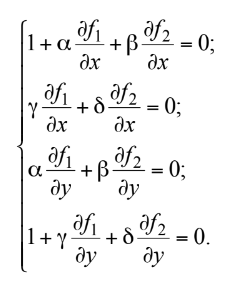 1 + α ∂f₁/∂x + β ∂f₂/∂x = 0;
γ ∂f₁/∂x + δ ∂f₂/∂x = 0;
α ∂f₁/∂y + β ∂f₂/∂y = 0;
1 + γ ∂f₁/∂y + δ ∂f₂/∂y = 0.